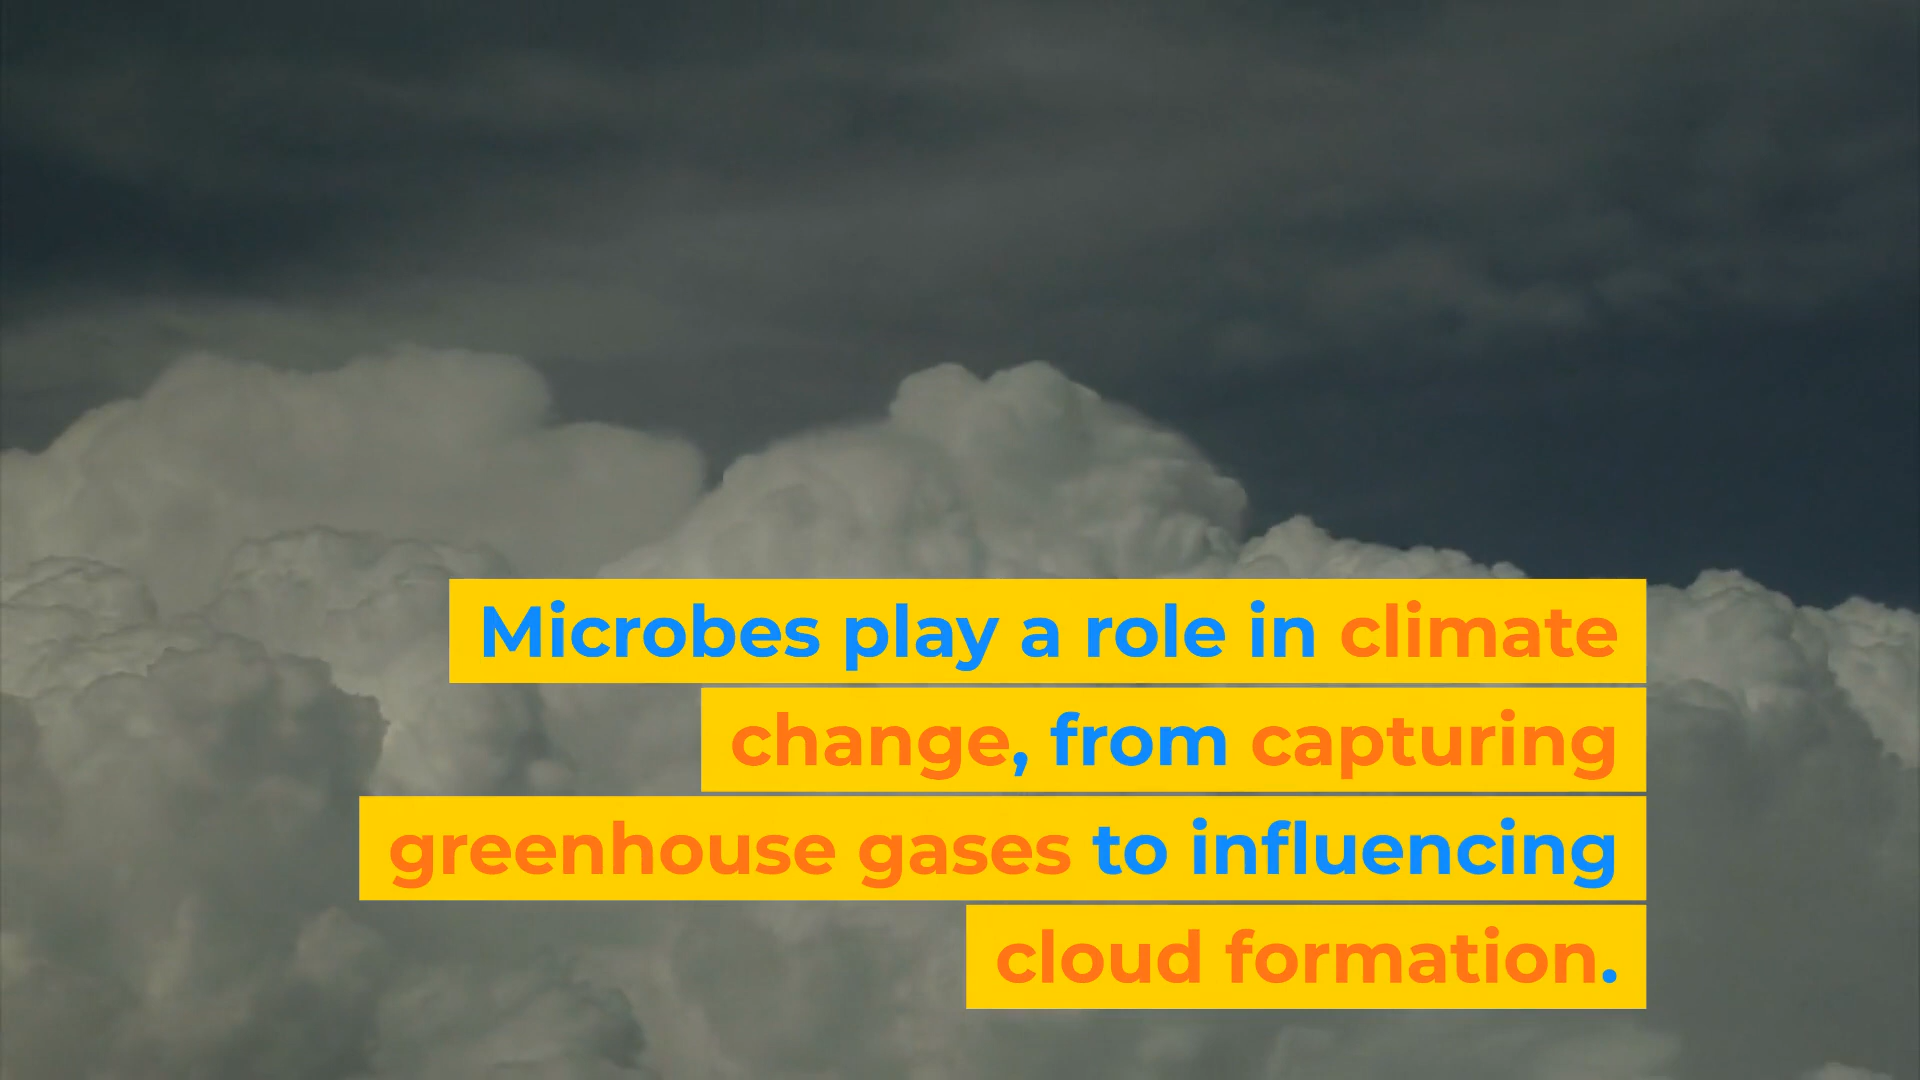 Microbes play a role in climate
change, from capturing
greenhouse gases to influencing
cloud formation.